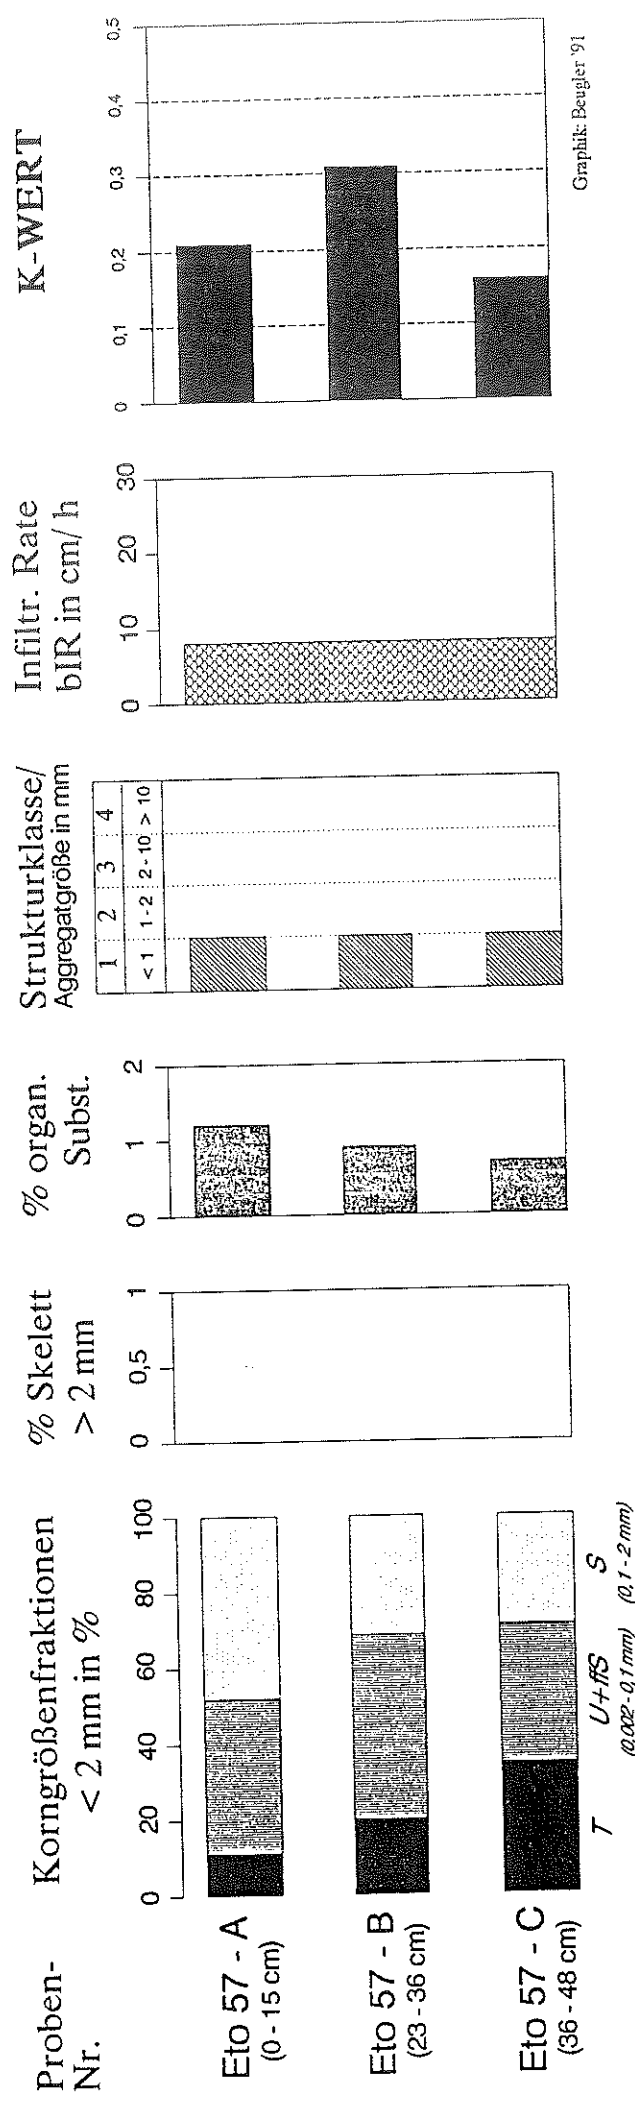 Proben-
Nr.
Korngrößenfraktionen
< 2 mm in %
0 20 40 60 80 100
% Skelett
> 2 mm
0 0,5 1
% organ.
Subst.
0 1 2
Strukturklasse/
Aggregatgröße in mm
1 2 3 4
< 1 1-2 2-10 > 10
Infiltr. Rate
bIR in cm/h
0 10 20 30
K-WERT
0 0,1 0,2 0,3 0,4 0,5
Eto 57 - A
(0 - 15 cm)
Eto 57 - B
(23 - 36 cm)
Eto 57 - C
(36 - 48 cm)
T U+ffS S
(0,002 - 0,1 mm) (0,1 - 2 mm)
Graphik: Beugler '91